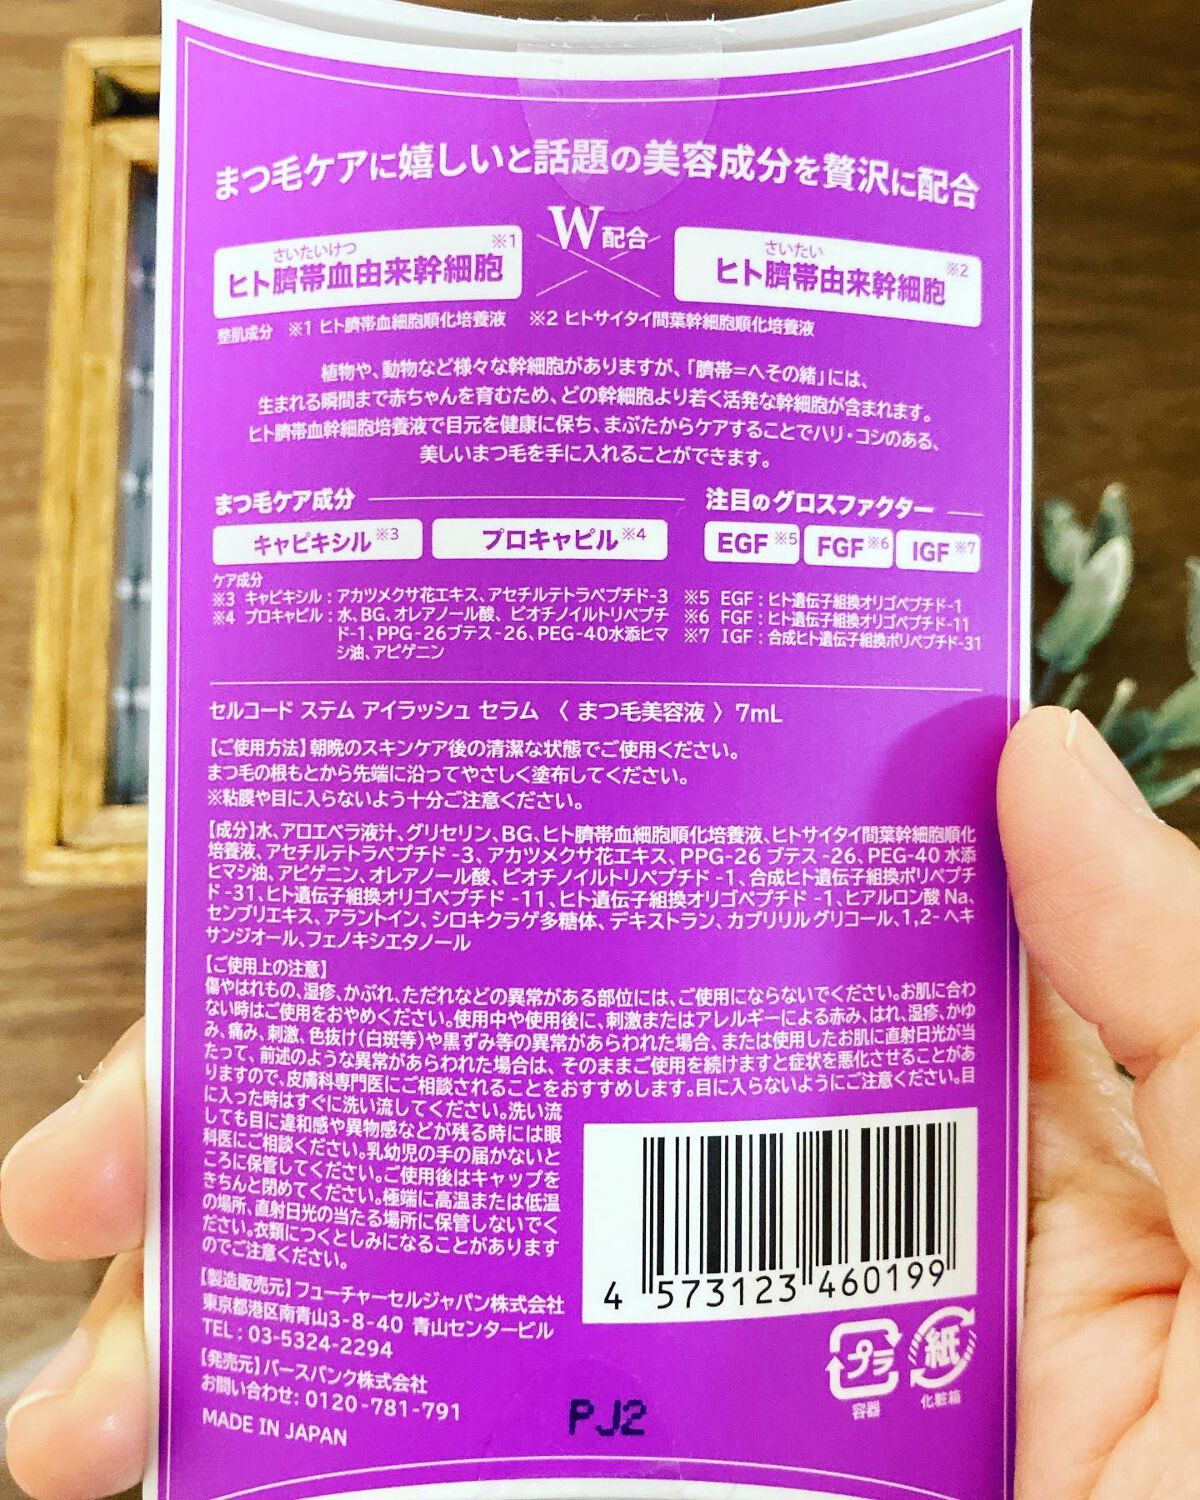 まつ毛ケアに嬉しいと話題の美容成分を贅沢に配合
さいたいけつ
ヒト臍帯血由来幹細胞※1
W配合
さいたい
ヒト臍帯由来幹細胞※2
整肌成分 ※1 ヒト臍帯血細胞順化培養液 ※2 ヒトサイタイ間葉幹細胞順化培養液
植物や、動物など様々な幹細胞がありますが、「臍帯=へその緒」には、
生まれる瞬間まで赤ちゃんを育むため、どの幹細胞より若く活発な幹細胞が含まれます。
ヒト臍帯血幹細胞培養液で目元を健康に保ち、まぶたからケアすることでハリ・コシのある、
美しいまつ毛を手に入れることができます。
まつ毛ケア成分
キャピキシル※3 プロキャピル※4
ケア成分
※3 キャピキシル:アカツメクサ花エキス、アセチルテトラペプチド-3
※4 プロキャピル:水、BG、オレアノール酸、ビオチノイルトリペプチ
ド-1、PPG-26ブテス-26、PEG-40水添ヒマ
シ油、アピゲニン
注目のグロスファクター
EGF※5 FGF※6 IGF※7
※5 EGF:ヒト遺伝子組換オリゴペプチド-1
※6 FGF:ヒト遺伝子組換オリゴペプチド-11
※7 IGF:合成ヒト遺伝子組換ポリペプチド-31
セルコード ステム アイラッシュ セラム 〈 まつ毛美容液 〉 7mL
【ご使用方法】朝晩のスキンケア後の清潔な状態でご使用ください。
まつ毛の根もとから先端に沿ってやさしく塗布してください。
※粘膜や目に入らないよう十分ご注意ください。
【成分】水、アロエベラ液汁、グリセリン、BG、ヒト臍帯血細胞順化培養液、ヒトサイタイ間葉幹細胞順化
培養液、アセチルテトラペプチド-3、アカツメクサ花エキス、PPG-26 ブテス-26、PEG-40 水添
ヒマシ油、アピゲニン、オレアノール酸、ビオチノイルトリペプチド-1、合成ヒト遺伝子組換ポリペプチ
ド-31、ヒト遺伝子組換オリゴペプチド-11、ヒト遺伝子組換オリゴペプチド-1、ヒアルロン酸 Na、
センブリエキス、アラントイン、シロキクラゲ多糖体、デキストラン、カプリリルグリコール、1,2-ヘキ
サンジオール、フェノキシエタノール
【ご使用上の注意】
傷やはれもの、湿疹、かぶれ、ただれなどの異常がある部位には、ご使用にならないでください。お肌に合わ
ない時はご使用をおやめください。使用中や使用後に、刺激またはアレルギーによる赤み、はれ、湿疹、かゆ
み、痛み、刺激、色抜け(白斑等)や黒ずみ等の異常があらわれた場合、または使用したお肌に直射日光が当
たって、前述のような異常があらわれた場合は、そのままご使用を続けますと症状を悪化させることがあ
りますので、皮膚科専門医にご相談されることをおすすめします。目に入らないようにご注意ください。目
に入った時はすぐに洗い流してください。洗い流
しても目に違和感や異物感などが残る時には眼
科医にご相談ください。乳幼児の手の届かないと
ころに保管してください。ご使用後はキャップを
きちんと閉めてください。極端に高温または低温
の場所、直射日光の当たる場所に保管しないでく
ださい。衣類につくとしみになることがあります
のでご注意ください。
【製造販売元】フューチャーセルジャパン株式会社
東京都港区南青山3-8-40 青山センタービル
TEL:03-5324-2294
【発売元】バースバンク株式会社
お問い合わせ:0120-781-791
MADE IN JAPAN
4 573123 460199
プラ
容器
紙
化粧箱
PJ2